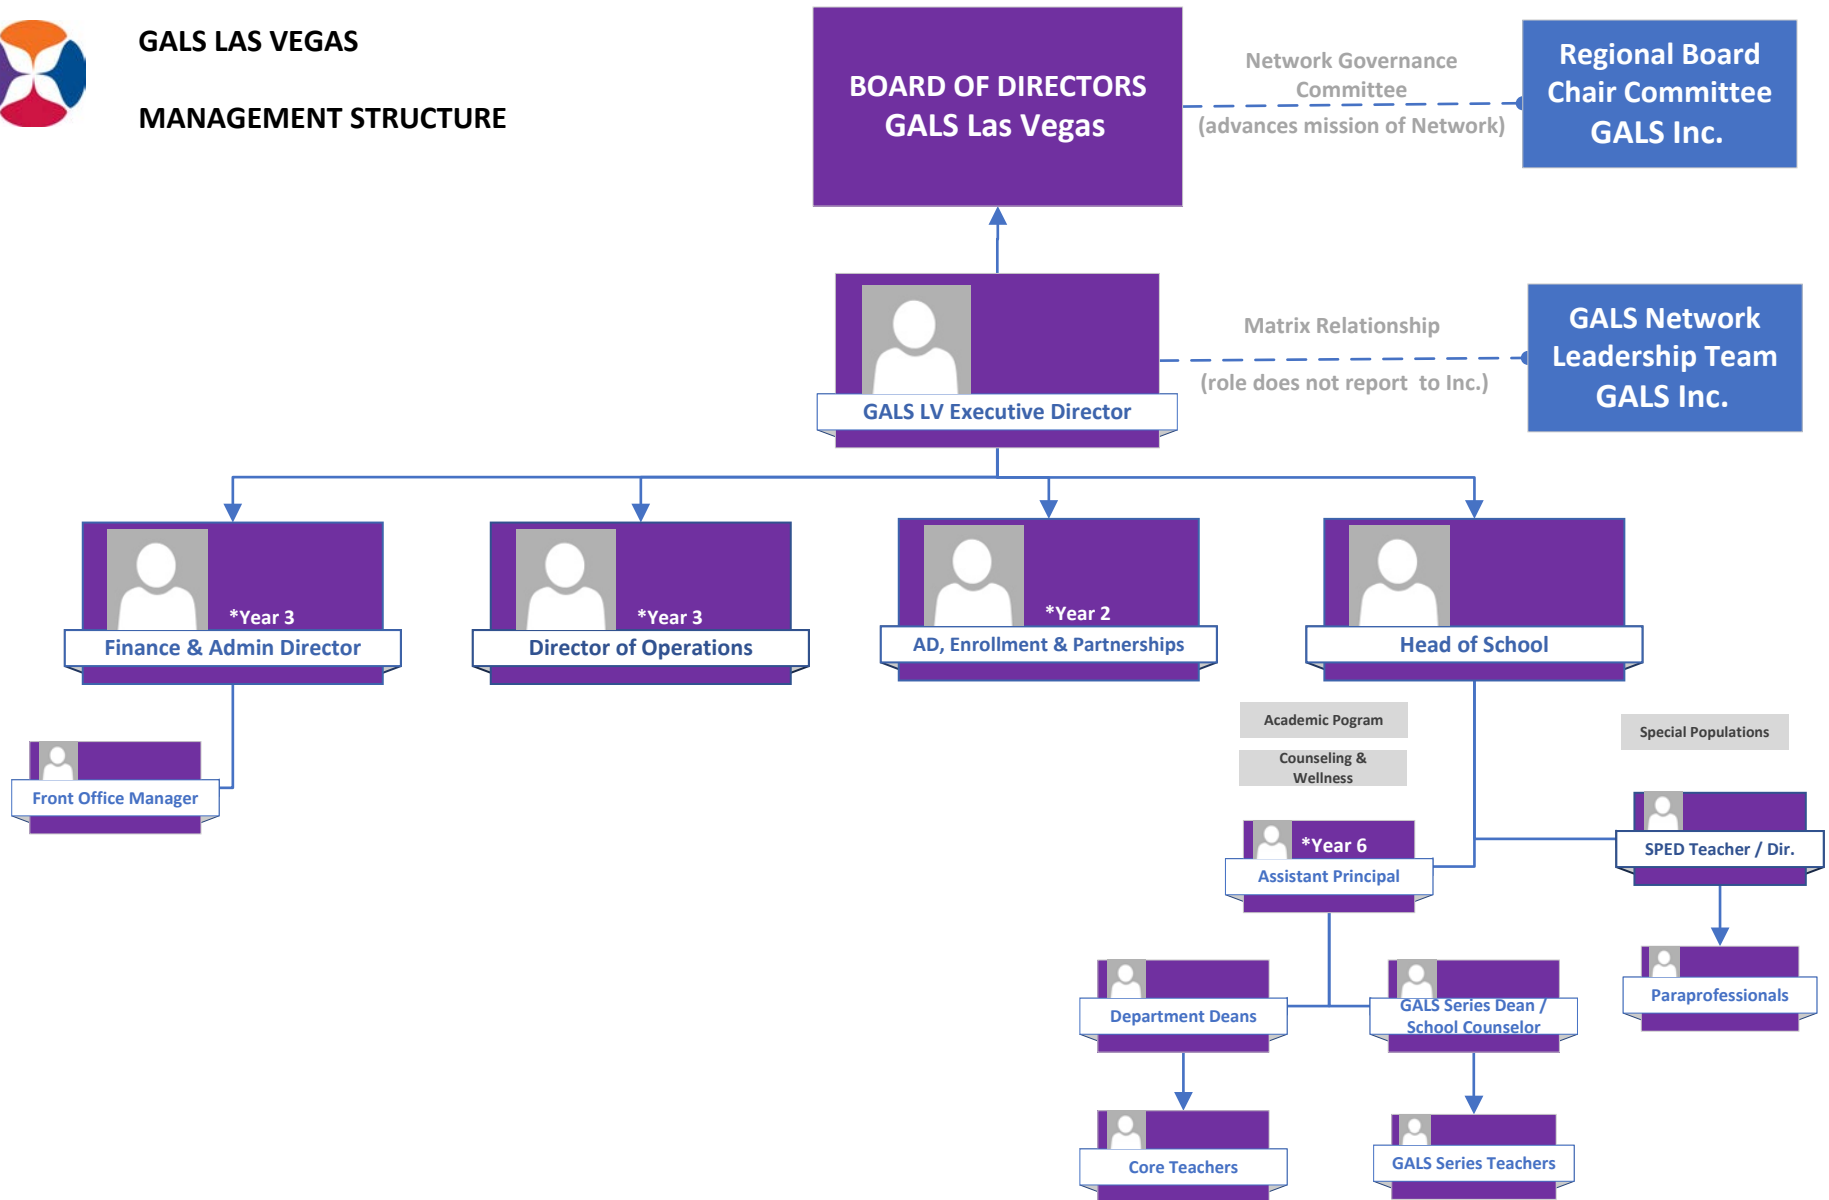 GALS LAS VEGAS
MANAGEMENT STRUCTURE
BOARD OF DIRECTORS
GALS Las Vegas
Network Governance
Committee
(advances mission of Network)
Regional Board
Chair Committee
GALS Inc.
GALS LV Executive Director
Matrix Relationship
(role does not report  to Inc.)
GALS Network
Leadership Team
GALS Inc.
*Year 3
Finance & Admin Director
*Year 3
Director of Operations
*Year 2
AD, Enrollment & Partnerships
Head of School
Front Office Manager
Academic Pogram
Counseling &
Wellness
Special Populations
*Year 6
Assistant Principal
SPED Teacher / Dir.
Department Deans
GALS Series Dean /
School Counselor
Paraprofessionals
Core Teachers
GALS Series Teachers